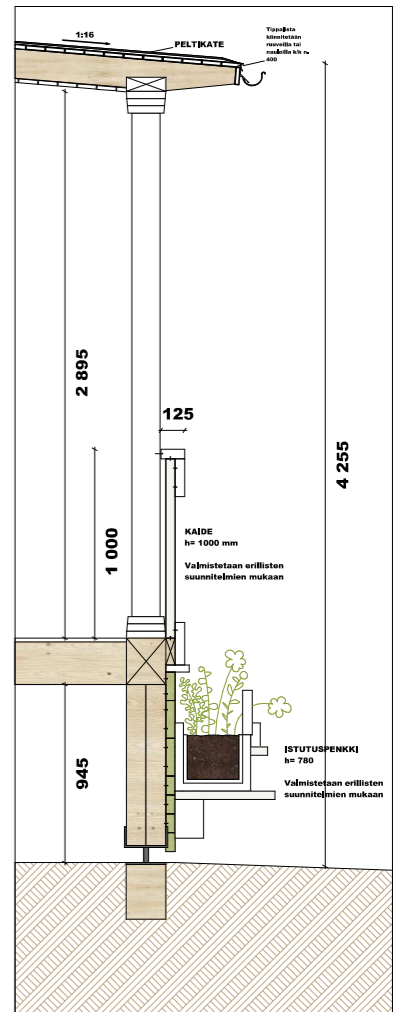 1:16
PELTIKATE
Tippalista
kiinnitetään
ruuveilla tai
nauloilla k/k n.
400
2 895
125
4 255
1 000
KAIDE
h= 1000 mm
Valmistetaan erillisten
suunnitelmien mukaan
945
ISTUTUSPENKKI
h= 780
Valmistetaan erillisten
suunnitelmien mukaan